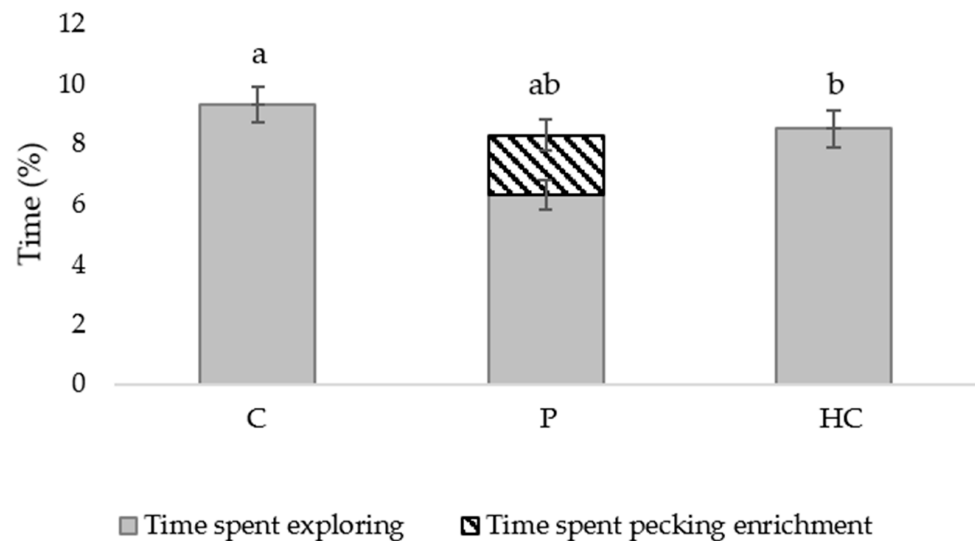 12
10
8
6
4
2
0
Time (%)
a
ab
b
C
P
HC
Time spent exploring
Time spent pecking enrichment